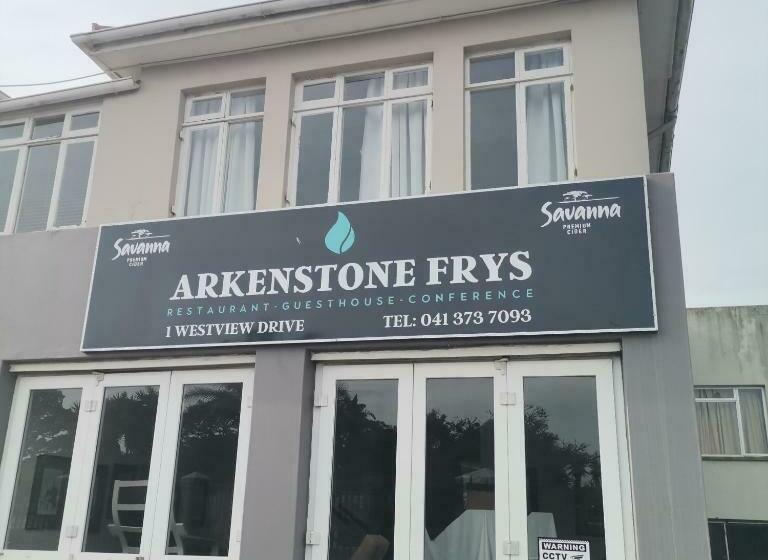 Savanna
PREMIUM
CIDER
Savanna
PREMIUM
CIDER
ARKENSTONE FRYS
RESTAURANT-GUESTHOUSE-CONFERENCE
1 WESTVIEW DRIVE
TEL: 041 373 7093
WARNING
CCTV